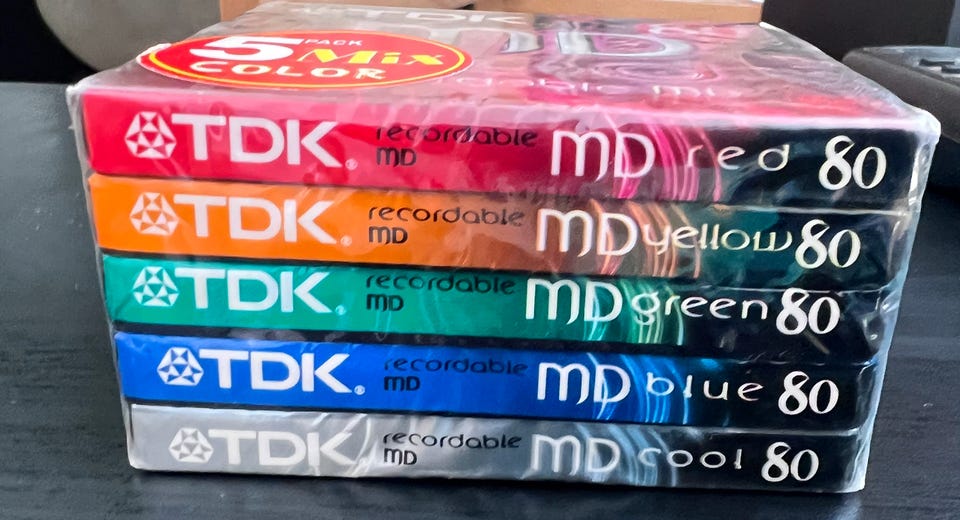 TDK
5 PACK Mix
COLOR
TDK recordable MD MD red 80
TDK recordable MD MD yellow 80
TDK recordable MD MD green 80
TDK recordable MD MD blue 80
TDK recordable MD MD cool 80